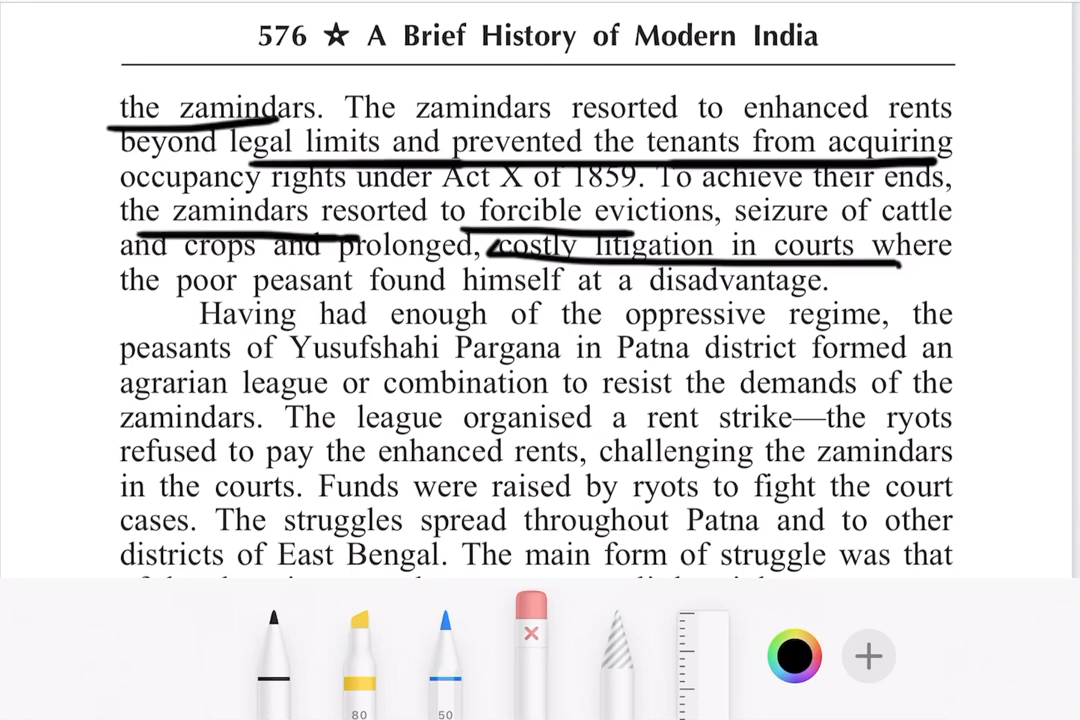 576 ☆ A Brief History of Modern India
the zamindars. The zamindars resorted to enhanced rents
beyond legal limits and prevented the tenants from acquiring
occupancy rights under Act X of 1859. To achieve their ends,
the zamindars resorted to forcible evictions, seizure of cattle
and crops and prolonged, costly litigation in courts where
the poor peasant found himself at a disadvantage.
Having had enough of the oppressive regime, the
peasants of Yusufshahi Pargana in Patna district formed an
agrarian league or combination to resist the demands of the
zamindars. The league organised a rent strike—the ryots
refused to pay the enhanced rents, challenging the zamindars
in the courts. Funds were raised by ryots to fight the court
cases. The struggles spread throughout Patna and to other
districts of East Bengal. The main form of struggle was that
80 50